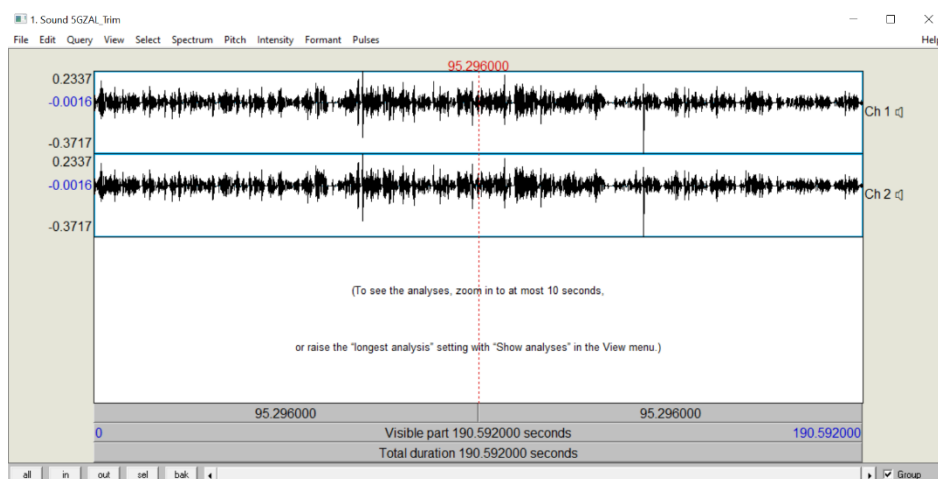 1. Sound 5GZAL_Trim
File Edit Query View Select Spectrum Pitch Intensity Formant Pulses Help
95.296000
0.2337
-0.0016
Ch 1
-0.3717
0.2337
-0.0016
Ch 2
-0.3717
(To see the analyses, zoom in to at most 10 seconds,
or raise the “longest analysis” setting with “Show analyses” in the View menu.)
95.296000 95.296000
0 Visible part 190.592000 seconds 190.592000
Total duration 190.592000 seconds
all in out sel bak Group